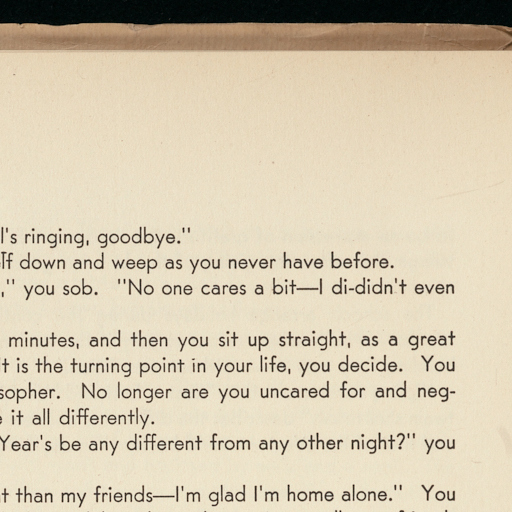 l's ringing, goodbye."
down and weep as you never have before.
," you sob. "No one cares a bit—I di-didn't even
minutes, and then you sit up straight, as a great
is the turning point in your life, you decide. You
sopher. No longer are you uncared for and neg-
it all differently.
Year's be any different from any other night?" you
than my friends—I'm glad I'm home alone." You